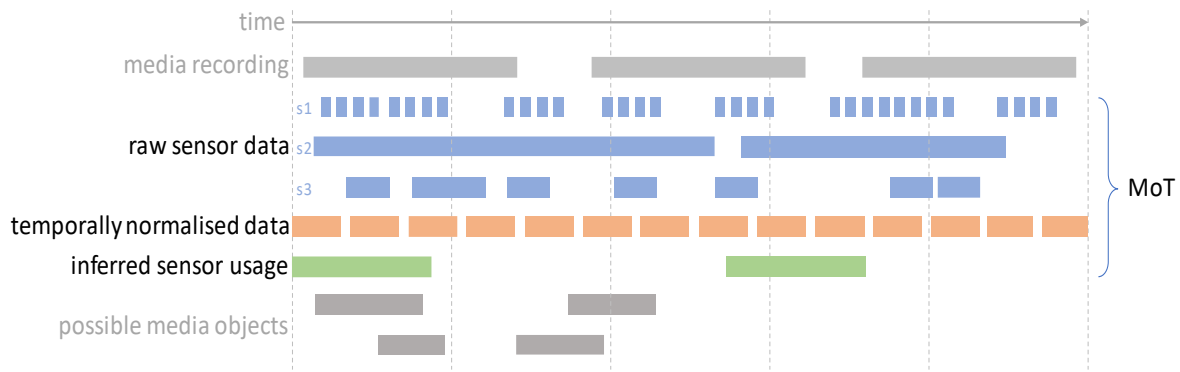 time
media recording
s1
raw sensor data
s2
s3
MoT
temporally normalised data
inferred sensor usage
possible media objects